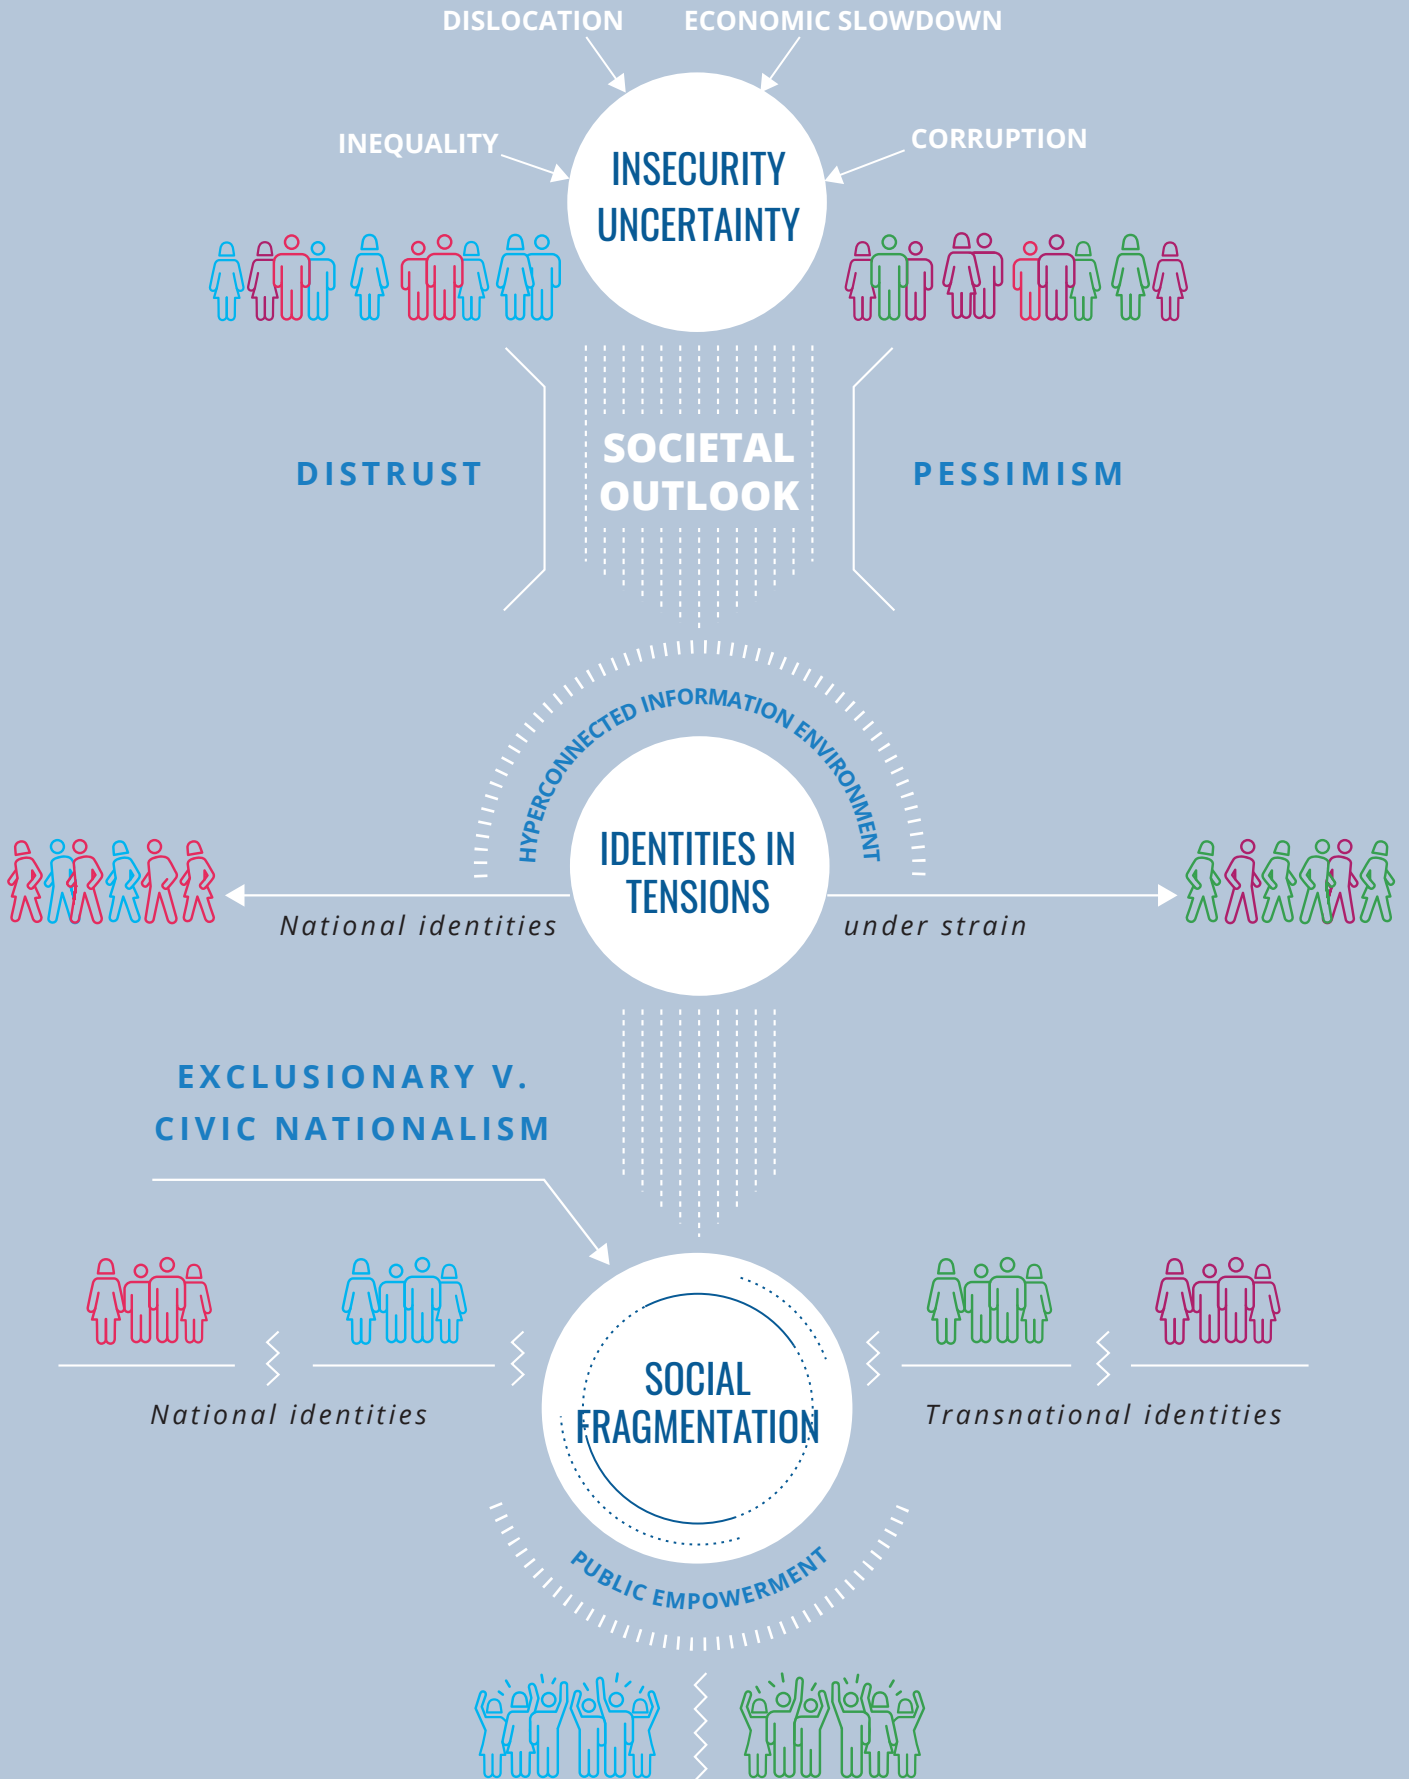 DISLOCATION
ECONOMIC SLOWDOWN
INEQUALITY
CORRUPTION
INSECURITY
UNCERTAINTY
DISTRUST
SOCIETAL
OUTLOOK
PESSIMISM
HYPERCONNECTED INFORMATION ENVIRONMENT
IDENTITIES IN
TENSIONS
National identities
under strain
EXCLUSIONARY V.
CIVIC NATIONALISM
SOCIAL
FRAGMENTATION
National identities
Transnational identities
PUBLIC EMPOWERMENT